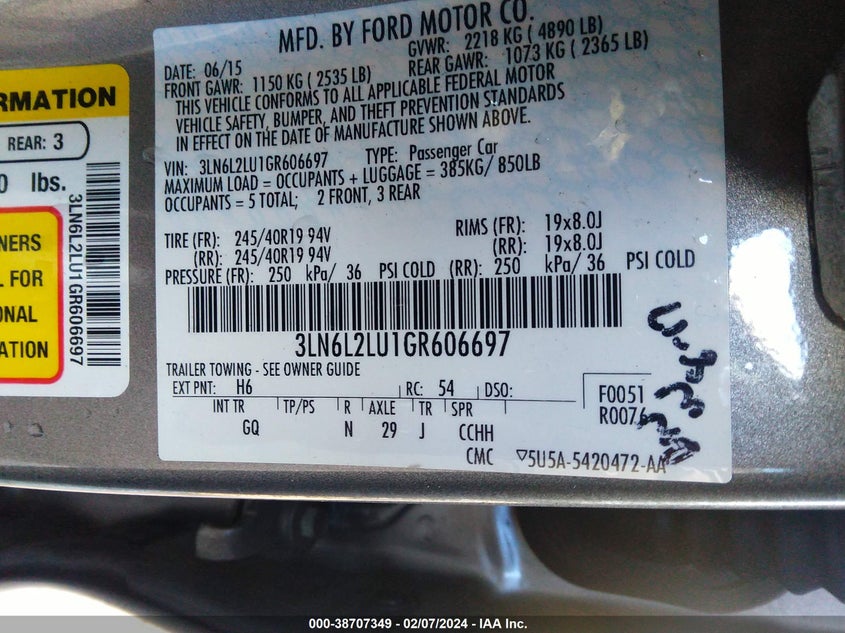 RMATION
REAR: 3
0 lbs.
NERS
L FOR
ONAL
ATION
3LN6L2LU1GR606697
MFD. BY FORD MOTOR CO.
DATE: 06/15 GVWR: 2218 KG ( 4890 LB)
FRONT GAWR: 1150 KG ( 2535 LB) REAR GAWR: 1073 KG ( 2365 LB)
THIS VEHICLE CONFORMS TO ALL APPLICABLE FEDERAL MOTOR
VEHICLE SAFETY, BUMPER, AND THEFT PREVENTION STANDARDS
IN EFFECT ON THE DATE OF MANUFACTURE SHOWN ABOVE.
VIN: 3LN6L2LU1GR606697 TYPE: Passenger Car
MAXIMUM LOAD = OCCUPANTS + LUGGAGE = 385KG/ 850LB
OCCUPANTS = 5 TOTAL; 2 FRONT, 3 REAR
TIRE (FR): 245/40R19 94V RIMS (FR): 19x8.0J
(RR): 245/40R19 94V (RR): 19x8.0J
PRESSURE (FR): 250 kPa/ 36 PSI COLD (RR): 250 kPa/ 36 PSI COLD
3LN6L2LU1GR606697
TRAILER TOWING - SEE OWNER GUIDE
EXT PNT: H6 RC: 54 DSO: F0051
INT TR TP/PS R AXLE TR SPR R0076
GQ N 29 J CCHH
CMC ▽5U5A-5420472-AA
000-38707349 - 02/07/2024 - IAA Inc.